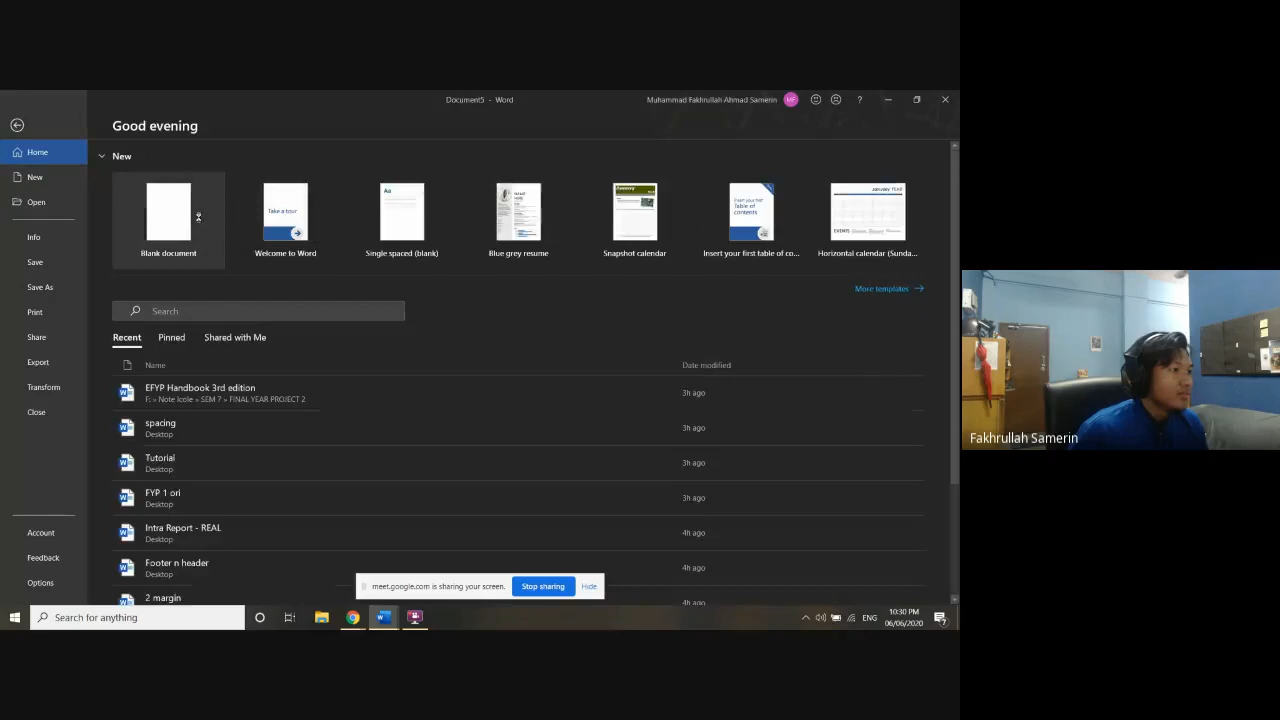 Document5 - Word
Muhammad Fakhrullah Ahmad Samerin MF ?
Good evening
Home
New
Open
Info
Save
Save As
Print
Share
Export
Transform
Close
Account
Feedback
Options
New
Take a tour
Aa
Insert your first
Table of
contents
Blank document
Welcome to Word
Single spaced (blank)
Blue grey resume
Snapshot calendar
Insert your first table of co...
Horizontal calendar (Sunda...
More templates
Search
Recent Pinned Shared with Me
Name Date modified
EFYP Handbook 3rd edition 3h ago
F: » Note Icole » SEM 7 » FINAL YEAR PROJECT 2
spacing 3h ago
Desktop
Tutorial 3h ago
Desktop
FYP 1 ori 3h ago
Desktop
Intra Report - REAL 4h ago
Desktop
Footer n header 4h ago
Desktop
2 margin 4h ago
meet.google.com is sharing your screen. Stop sharing Hide
Search for anything
ENG
10:30 PM
06/06/2020
Fakhrullah Samerin